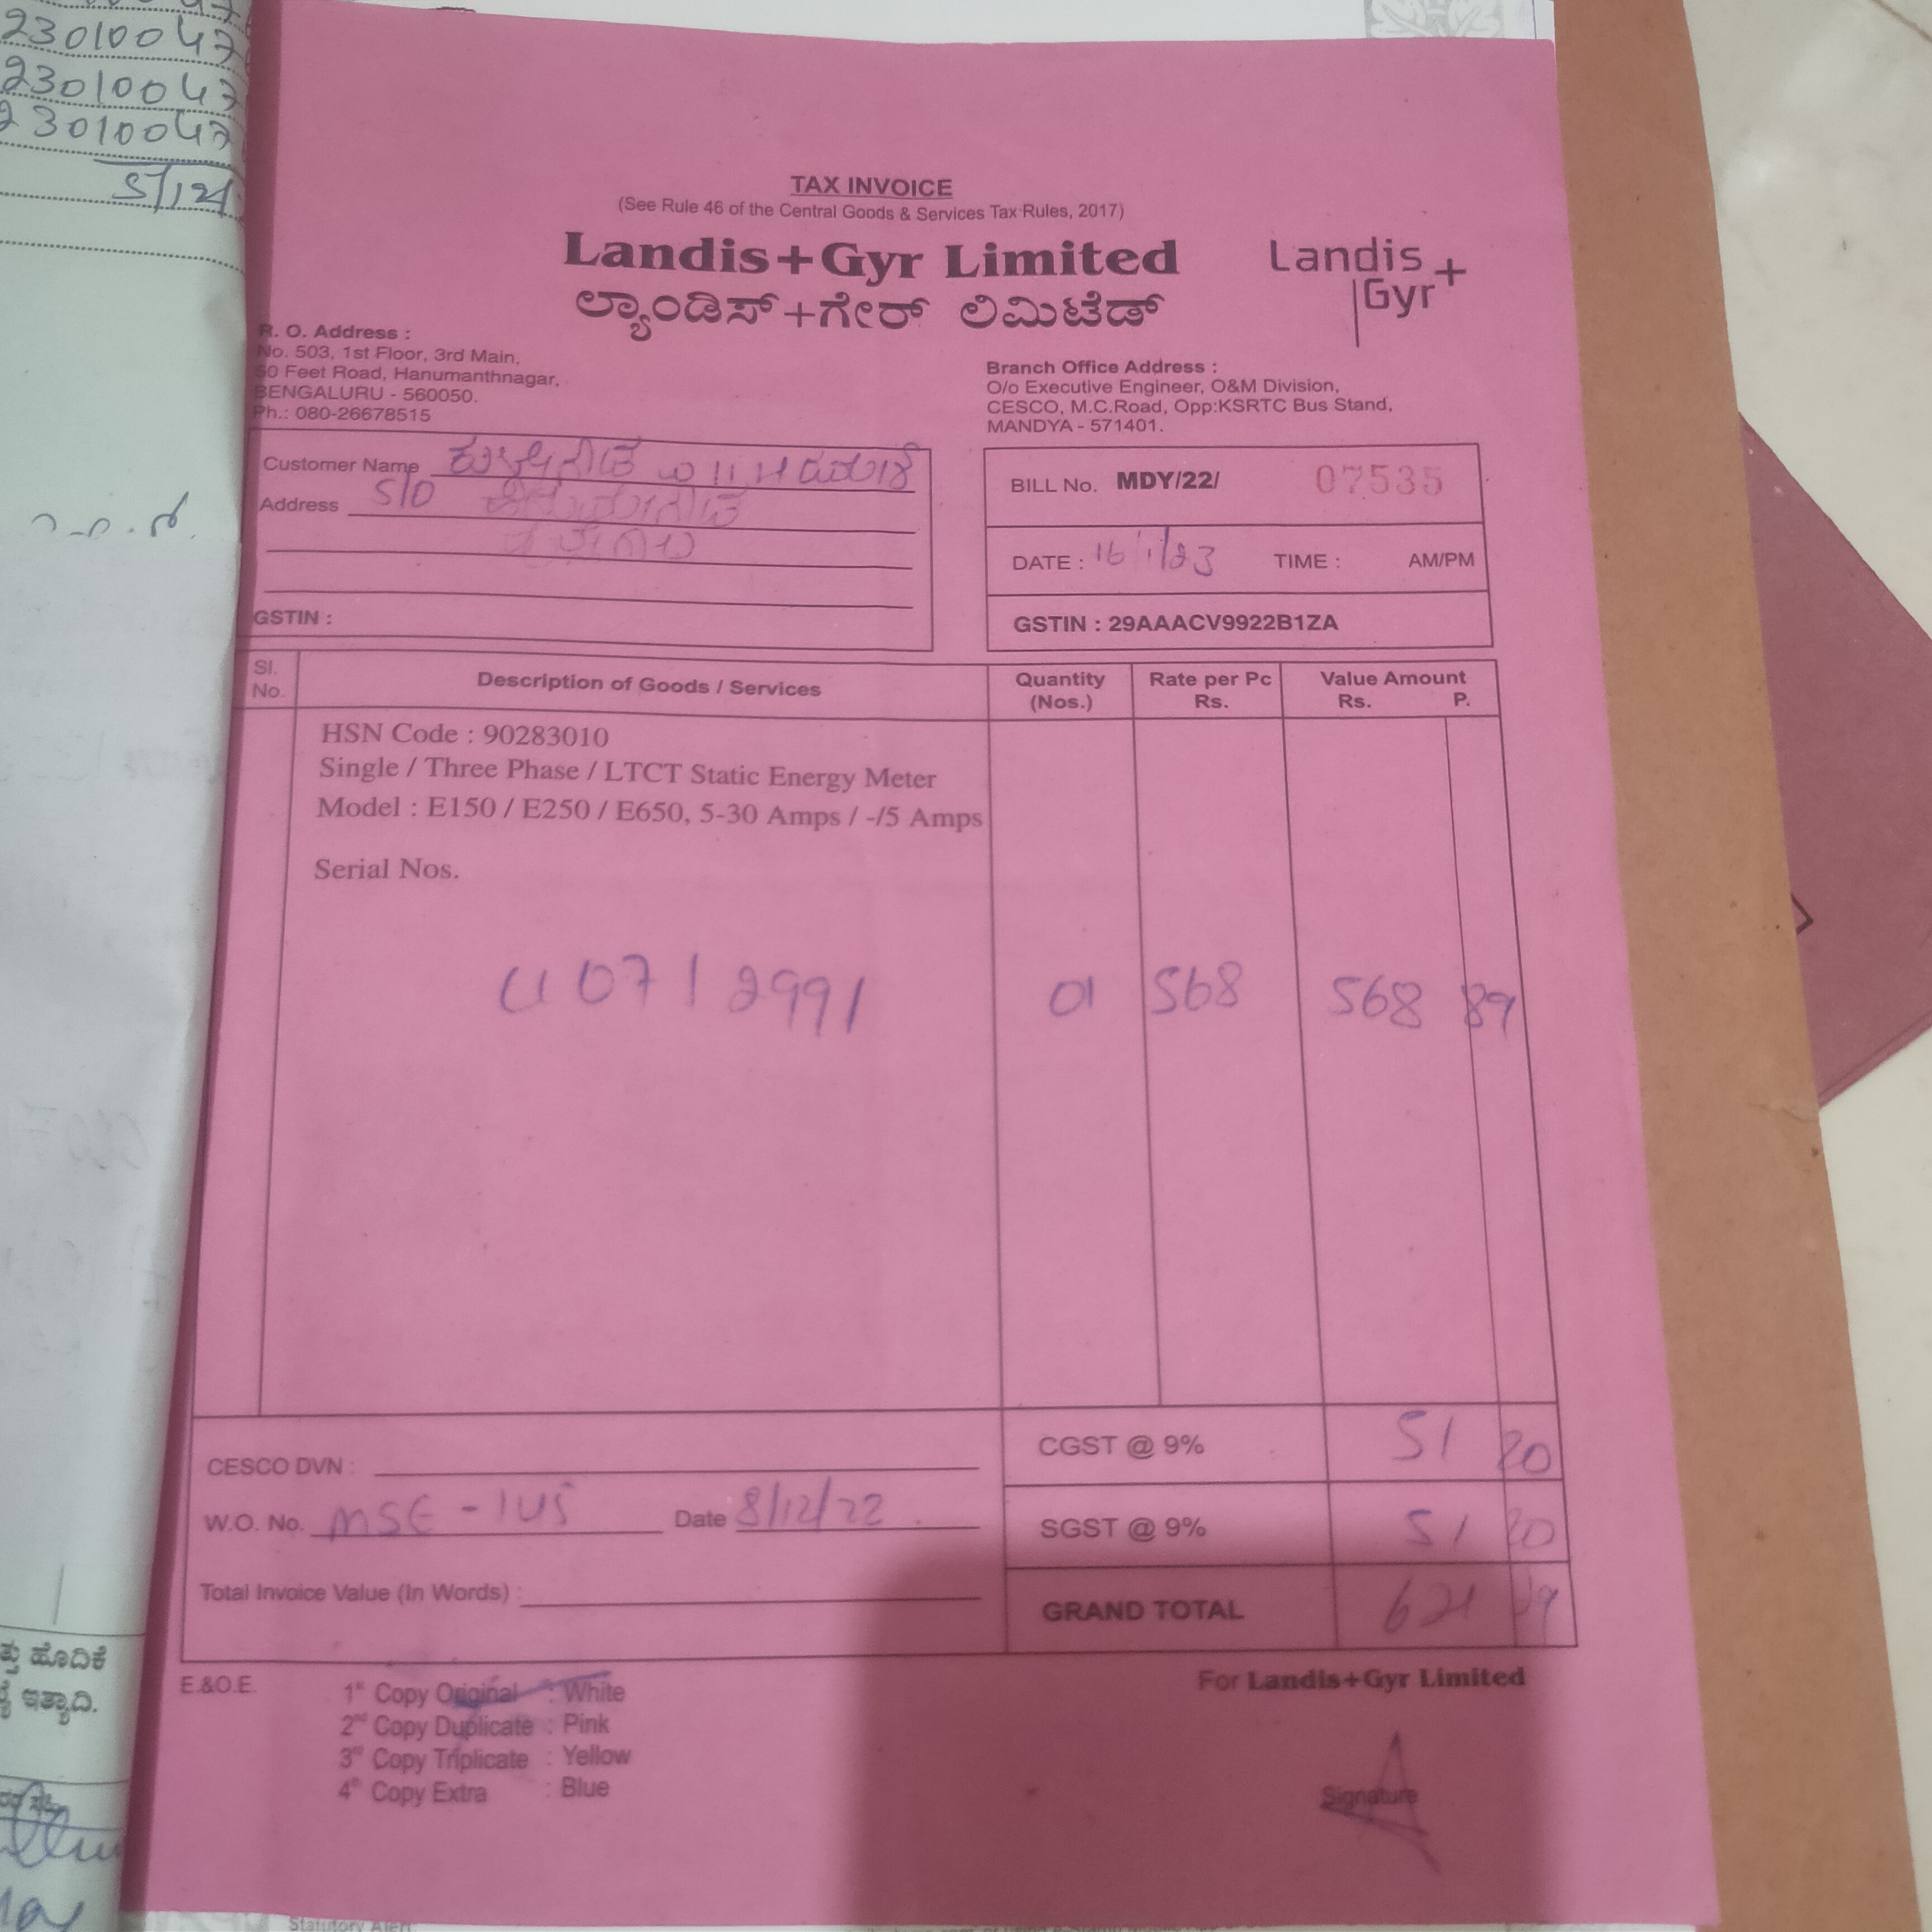 23010047
23010047
23010047
TAX INVOICE
(See Rule 46 of the Central Goods & Services Tax Rules, 2017)
Landis+Gyr Limited
ಲ್ಯಾಂಡಿಸ್+ಗೇರ್ ಲಿಮಿಟೆಡ್
Landis+
Gyr
R. O. Address :
No. 503, 1st Floor, 3rd Main,
50 Feet Road, Hanumanthnagar,
BENGALURU - 560050.
Ph.: 080-26678515
Branch Office Address :
O/o Executive Engineer, O&M Division,
CESCO, M.C.Road, Opp:KSRTC Bus Stand,
MANDYA - 571401.
Customer Name
Address S/O
GSTIN :
BILL No. MDY/22/ 07535
DATE : 16/1/23 TIME : AM/PM
GSTIN : 29AAACV9922B1ZA
Sl. No. Description of Goods / Services Quantity (Nos.) Rate per Pc Rs. Value Amount Rs. P.
HSN Code : 90283010
Single / Three Phase / LTCT Static Energy Meter
Model : E150 / E250 / E650, 5-30 Amps / -/5 Amps
Serial Nos.
0712991 01 568 568 89
CGST @ 9% 51 20
CESCO DVN :
W.O. No. MSE - 145 Date 8/12/22
SGST @ 9% 51 20
Total Invoice Value (In Words) :
GRAND TOTAL
E.&O.E.
1st Copy Original : White
2nd Copy Duplicate : Pink
3rd Copy Triplicate : Yellow
4th Copy Extra : Blue
For Landis+Gyr Limited
Signature
ಹೊದಿಕೆ
ಇತ್ಯಾದಿ.
Statutory Alert